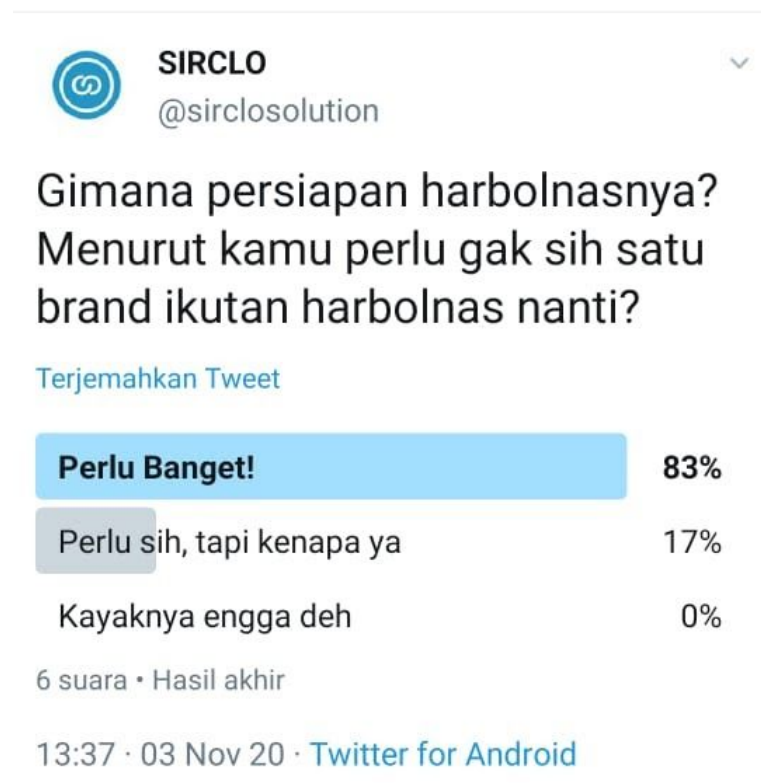 SIRCLO
@sirclosolution
Gimana persiapan harbolnasnya?
Menurut kamu perlu gak sih satu
brand ikutan harbolnas nanti?
Terjemahkan Tweet
Perlu Banget! 83%
Perlu sih, tapi kenapa ya 17%
Kayaknya engga deh 0%
6 suara • Hasil akhir
13:37 · 03 Nov 20 · Twitter for Android